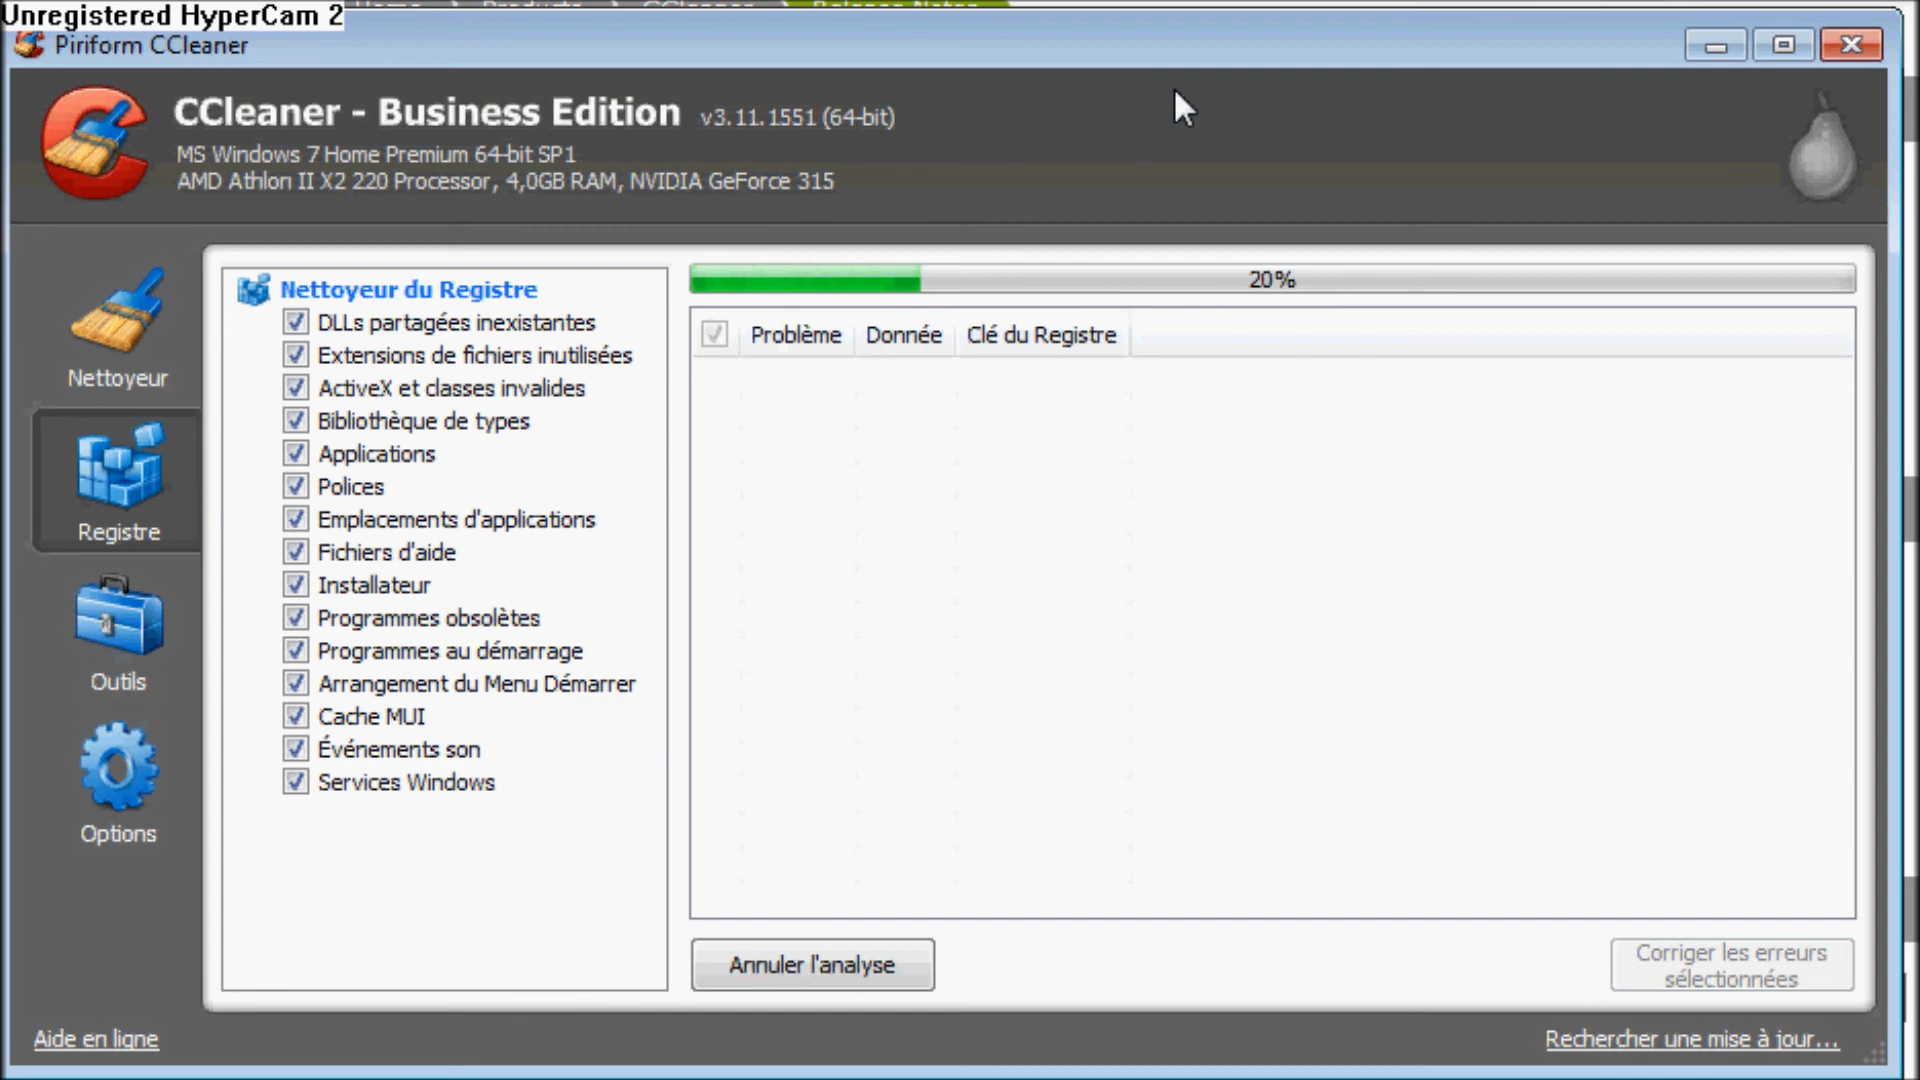 Unregistered HyperCam 2
Piriform CCleaner
CCleaner - Business Edition v3.11.1551 (64-bit)
MS Windows 7 Home Premium 64-bit SP1
AMD Athlon II X2 220 Processor, 4,0GB RAM, NVIDIA GeForce 315
Nettoyeur
Registre
Outils
Options
Nettoyeur du Registre
DLLs partagées inexistantes
Extensions de fichiers inutilisées
ActiveX et classes invalides
Bibliothèque de types
Applications
Polices
Emplacements d'applications
Fichiers d'aide
Installateur
Programmes obsolètes
Programmes au démarrage
Arrangement du Menu Démarrer
Cache MUI
Événements son
Services Windows
20%
Problème Donnée Clé du Registre
Annuler l'analyse
Corriger les erreurs
sélectionnées
Aide en ligne
Rechercher une mise à jour...